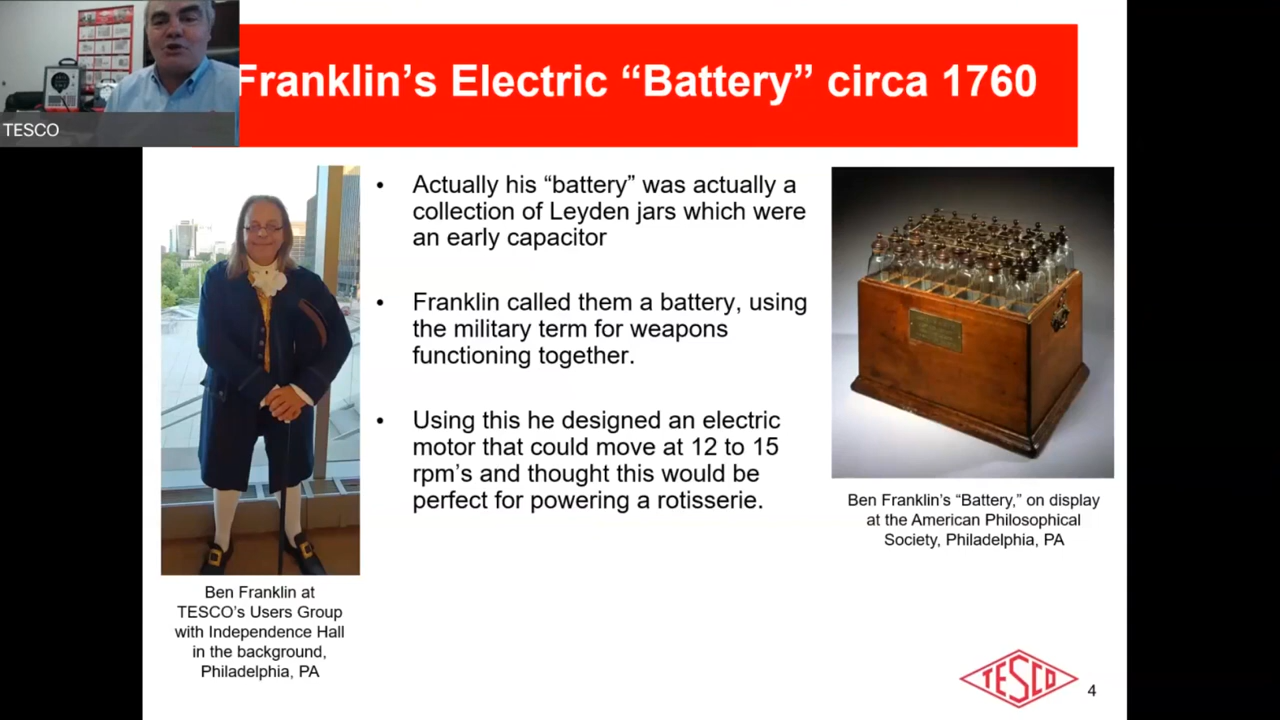 Franklin’s Electric “Battery” circa 1760
TESCO
• Actually his “battery” was actually a
collection of Leyden jars which were
an early capacitor
• Franklin called them a battery, using
the military term for weapons
functioning together.
• Using this he designed an electric
motor that could move at 12 to 15
rpm’s and thought this would be
perfect for powering a rotisserie.
Ben Franklin’s “Battery,” on display
at the American Philosophical
Society, Philadelphia, PA
Ben Franklin at
TESCO’s Users Group
with Independence Hall
in the background,
Philadelphia, PA
TESCO
4